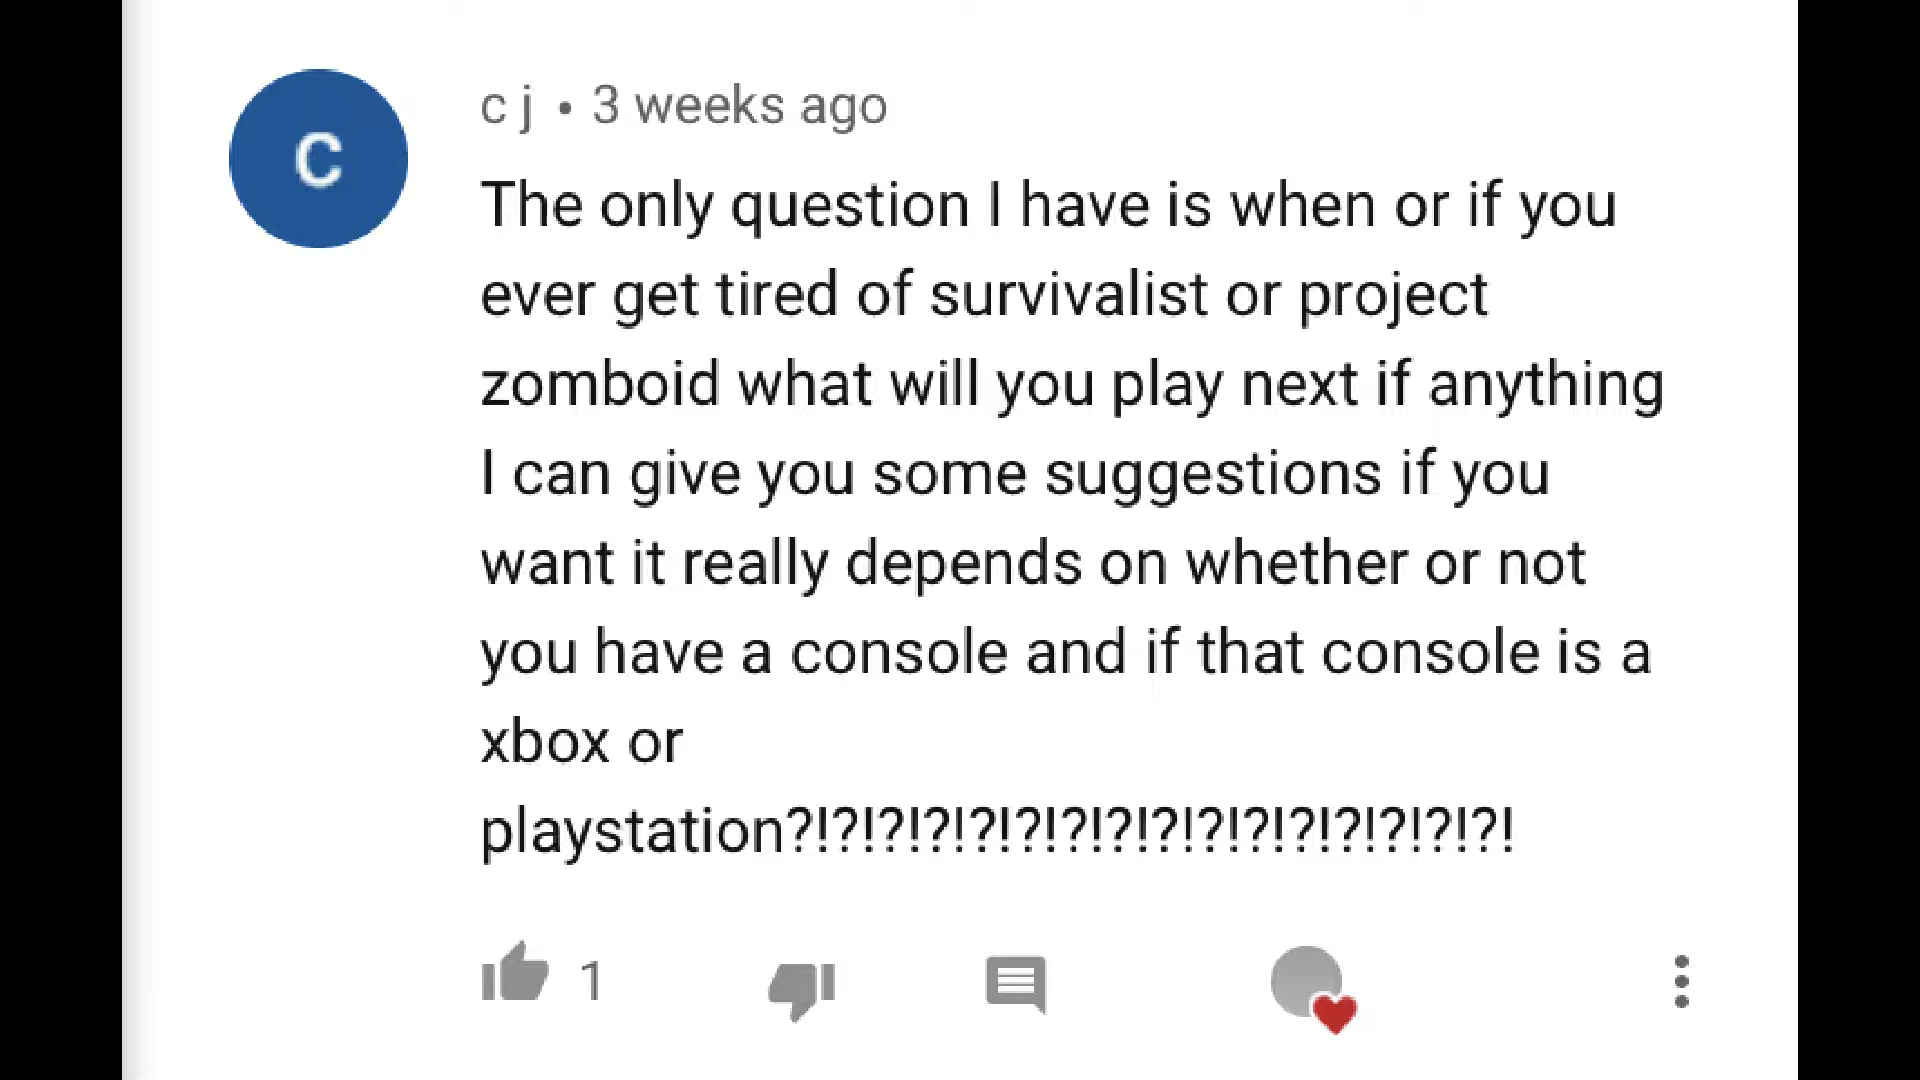 C
c j • 3 weeks ago
The only question I have is when or if you
ever get tired of survivalist or project
zomboid what will you play next if anything
I can give you some suggestions if you
want it really depends on whether or not
you have a console and if that console is a
xbox or
playstation?!?!?!?!?!?!?!?!?!?!?!?!?!?!?!?!
1